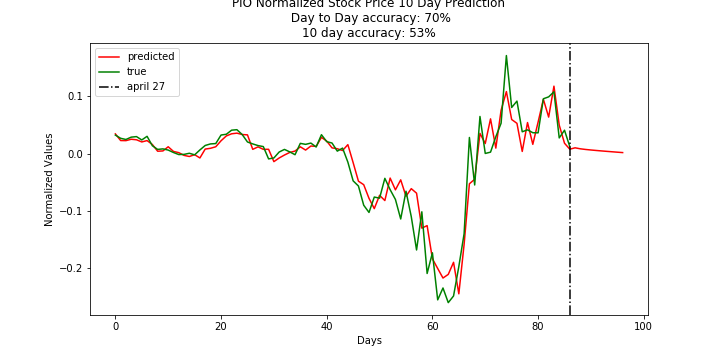 PIO Normalized Stock Price 10 Day Prediction
Day to Day accuracy: 70%
10 day accuracy: 53%
predicted
true
april 27
Normalized Values
0.1
0.0
−0.1
−0.2
0 20 40 60 80 100
Days